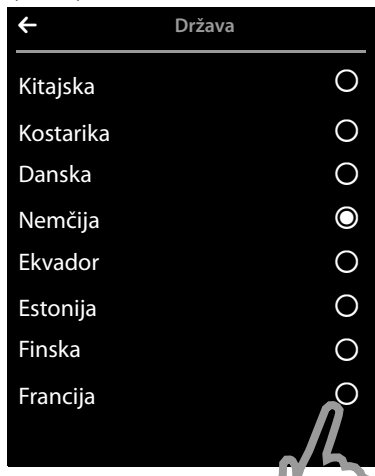 Država
Kitajska
Kostarika
Danska
Nemčija
Ekvador
Estonija
Finska
Francija